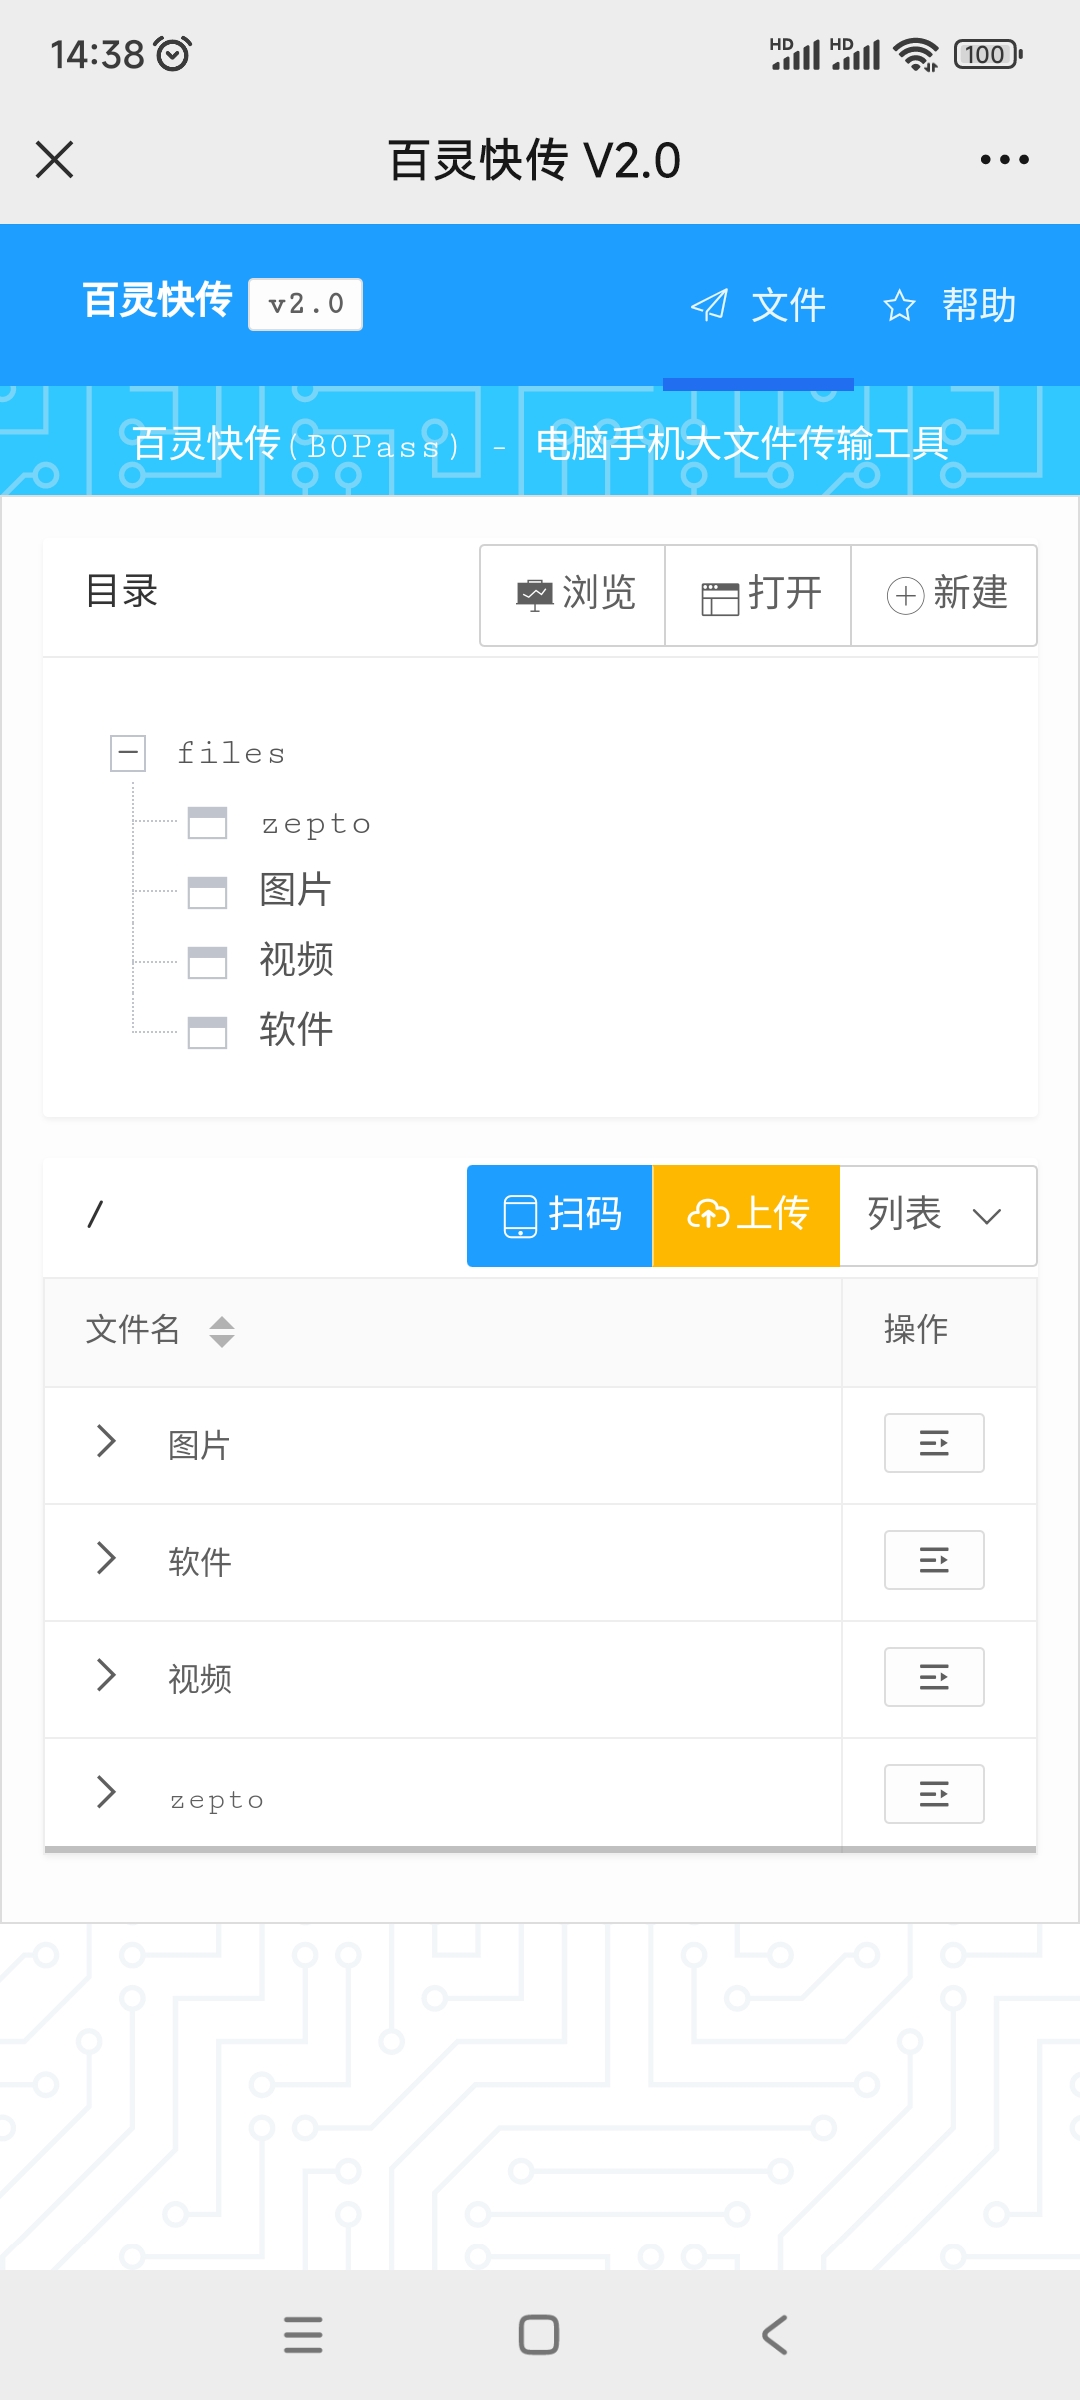 14:38 HD HD 100
百灵快传 V2.0
百灵快传 v2.0 文件 帮助
百灵快传(B0Pass) - 电脑手机大文件传输工具
目录 浏览 打开 新建
files
zepto
图片
视频
软件
/ 扫码 上传 列表
文件名 操作
图片
软件
视频
zepto